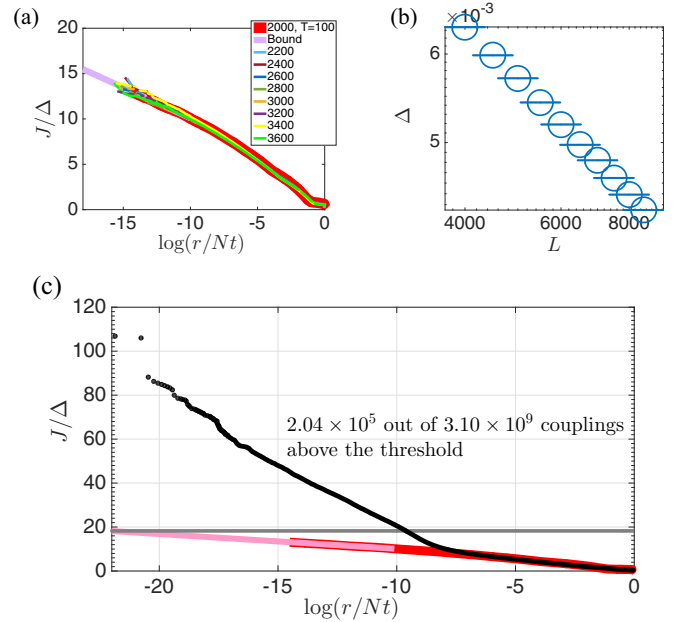 (a)
J/Δ
20
15
10
5
0
-15
-10
-5
0
log(r/Nt)
2000, T=100
Bound
2200
2400
2600
2800
3000
3200
3400
3600
(b)
×10⁻³
6
5
Δ
4000
6000
8000
L
(c)
J/Δ
120
100
80
60
40
20
0
2.04 × 10⁵ out of 3.10 × 10⁹ couplings
above the threshold
-20
-15
-10
-5
0
log(r/Nt)